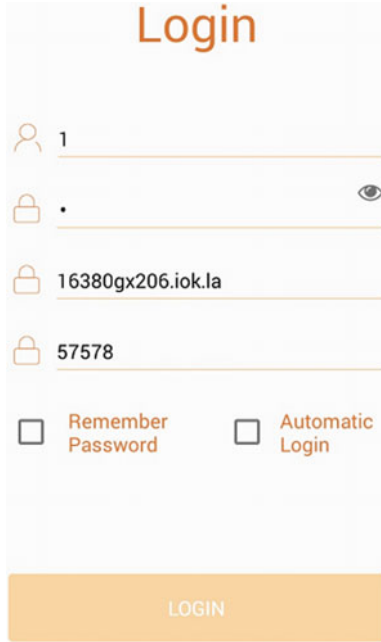 Login
1
•
16380gx206.iok.la
57578
Remember Password
Automatic Login
LOGIN